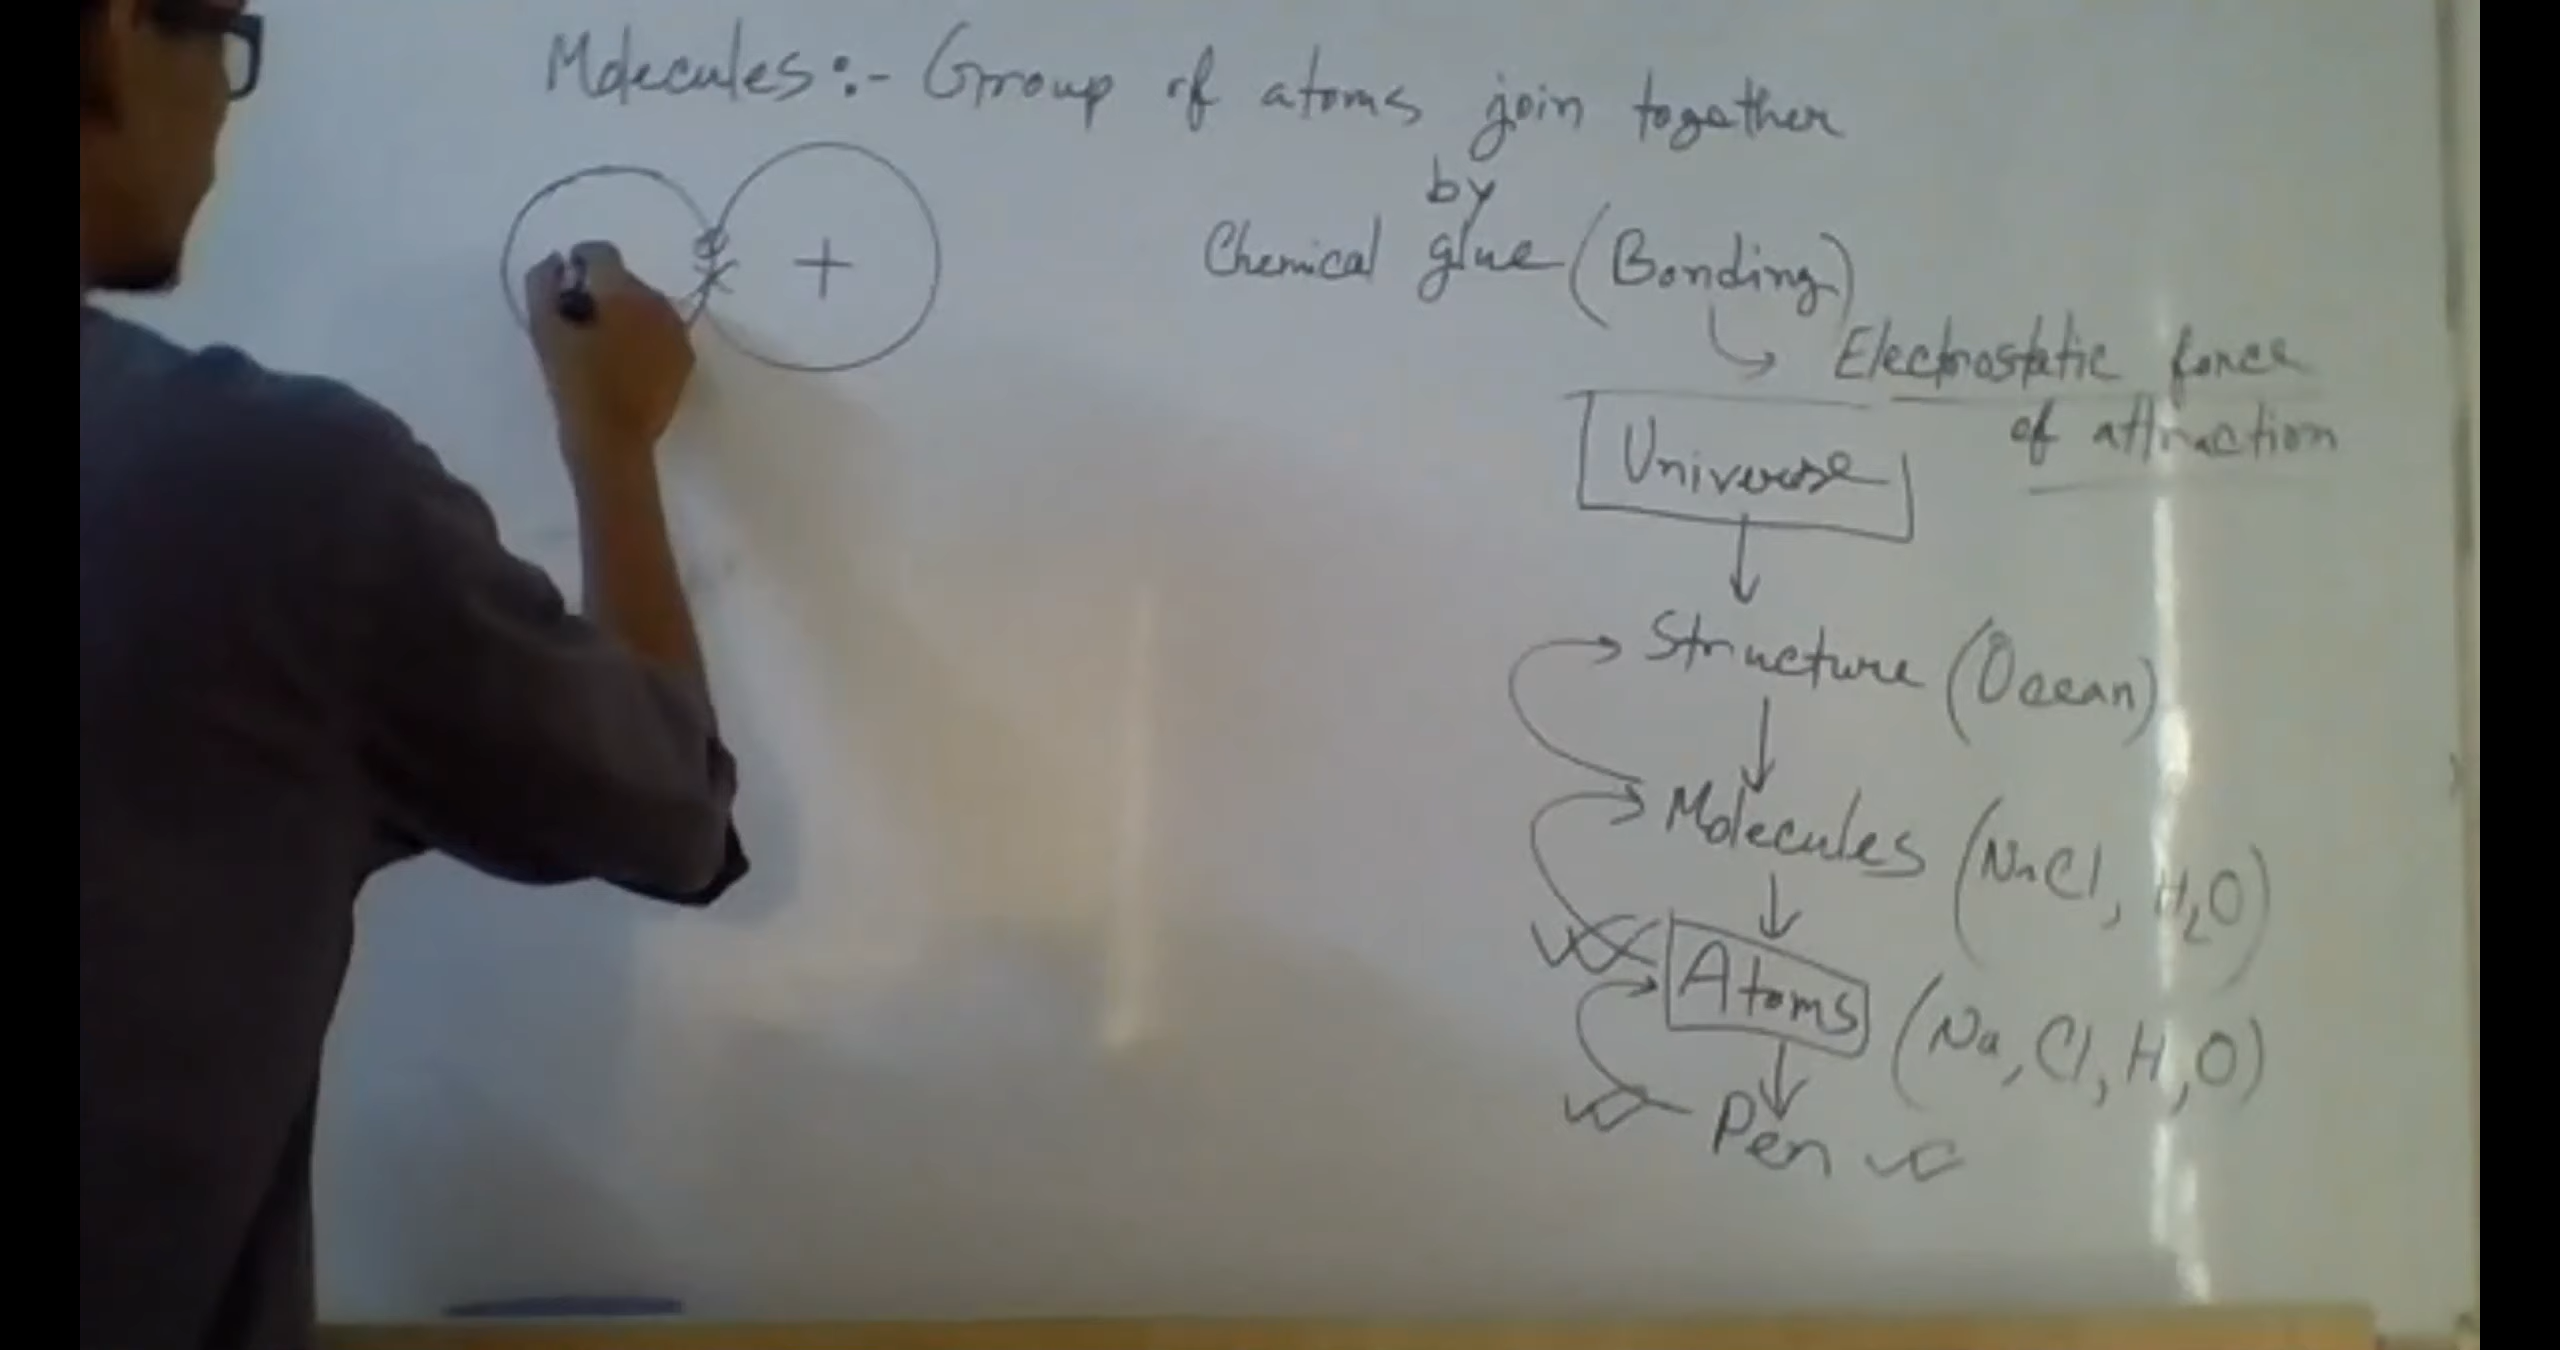 Molecules:- Group of atoms join together
by
Chemical glue (Bonding)
Electrostatic force
of attraction
Universe
Structure (Ocean)
Molecules (NaCl, H₂O)
Atoms (Na, Cl, H, O)
Pen
+